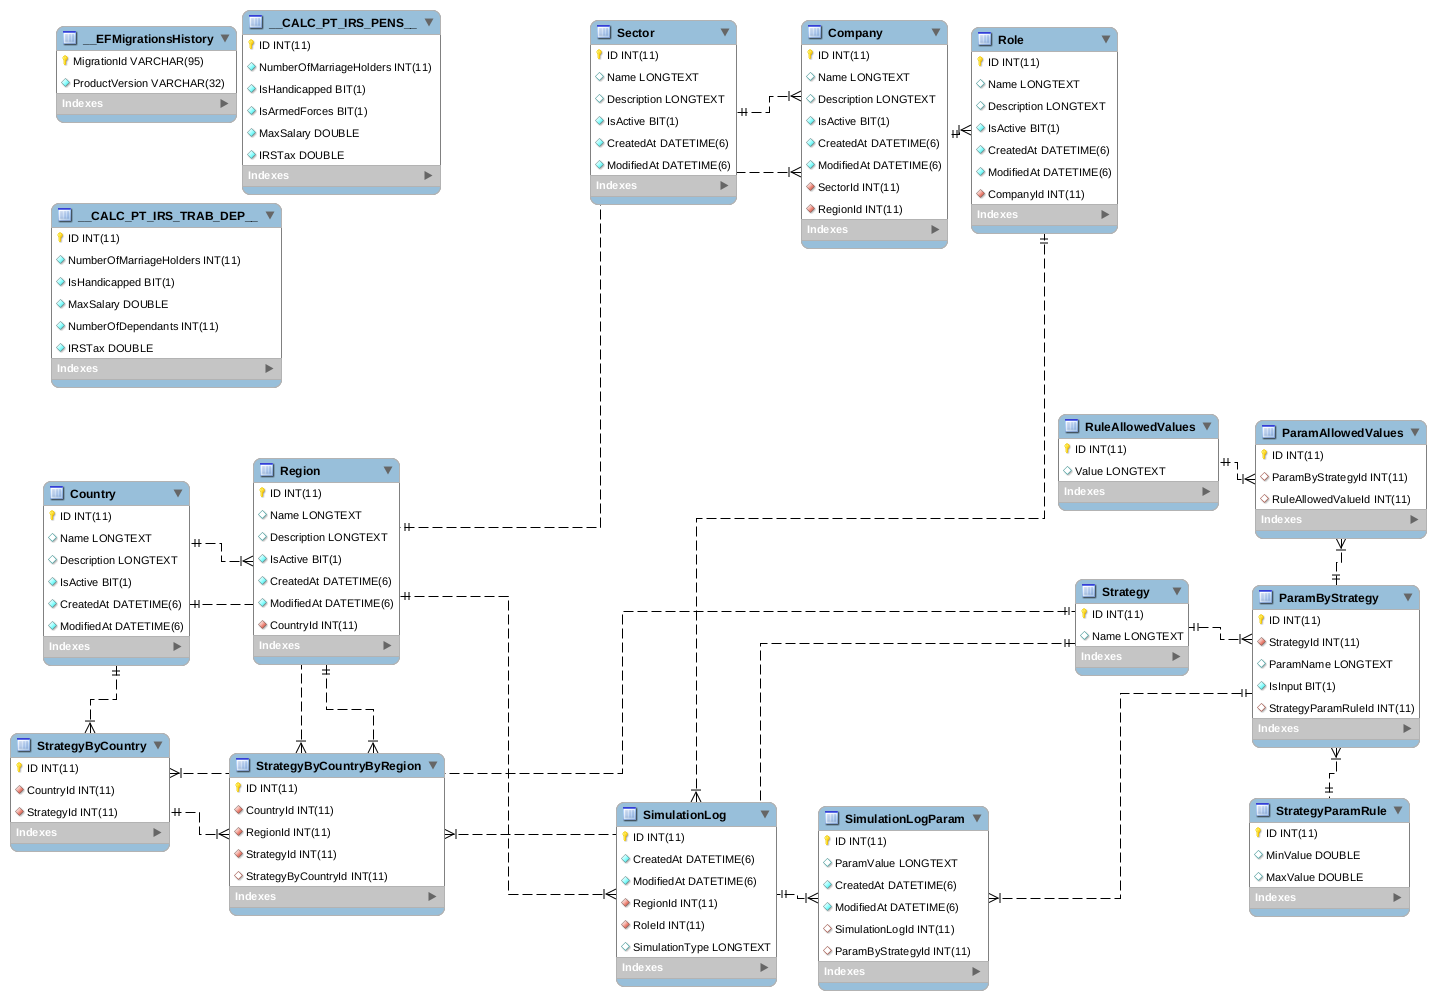 __EFMigrationsHistory
MigrationId VARCHAR(95)
ProductVersion VARCHAR(32)
Indexes
__CALC_PT_IRS_PENS__
ID INT(11)
NumberOfMarriageHolders INT(11)
IsHandicapped BIT(1)
IsArmedForces BIT(1)
MaxSalary DOUBLE
IRSTax DOUBLE
Indexes
Sector
ID INT(11)
Name LONGTEXT
Description LONGTEXT
IsActive BIT(1)
CreatedAt DATETIME(6)
ModifiedAt DATETIME(6)
Indexes
Company
ID INT(11)
Name LONGTEXT
Description LONGTEXT
IsActive BIT(1)
CreatedAt DATETIME(6)
ModifiedAt DATETIME(6)
SectorId INT(11)
RegionId INT(11)
Indexes
Role
ID INT(11)
Name LONGTEXT
Description LONGTEXT
IsActive BIT(1)
CreatedAt DATETIME(6)
ModifiedAt DATETIME(6)
CompanyId INT(11)
Indexes
__CALC_PT_IRS_TRAB_DEP__
ID INT(11)
NumberOfMarriageHolders INT(11)
IsHandicapped BIT(1)
MaxSalary DOUBLE
NumberOfDependants INT(11)
IRSTax DOUBLE
Indexes
RuleAllowedValues
ID INT(11)
Value LONGTEXT
Indexes
ParamAllowedValues
ID INT(11)
ParamByStrategyId INT(11)
RuleAllowedValueId INT(11)
Indexes
Country
ID INT(11)
Name LONGTEXT
Description LONGTEXT
IsActive BIT(1)
CreatedAt DATETIME(6)
ModifiedAt DATETIME(6)
Indexes
Region
ID INT(11)
Name LONGTEXT
Description LONGTEXT
IsActive BIT(1)
CreatedAt DATETIME(6)
ModifiedAt DATETIME(6)
CountryId INT(11)
Indexes
Strategy
ID INT(11)
Name LONGTEXT
Indexes
ParamByStrategy
ID INT(11)
StrategyId INT(11)
ParamName LONGTEXT
IsInput BIT(1)
StrategyParamRuleId INT(11)
Indexes
StrategyByCountry
ID INT(11)
CountryId INT(11)
StrategyId INT(11)
Indexes
StrategyByCountryByRegion
ID INT(11)
CountryId INT(11)
RegionId INT(11)
StrategyId INT(11)
StrategyByCountryId INT(11)
Indexes
SimulationLog
ID INT(11)
CreatedAt DATETIME(6)
ModifiedAt DATETIME(6)
RegionId INT(11)
RoleId INT(11)
SimulationType LONGTEXT
Indexes
SimulationLogParam
ID INT(11)
ParamValue LONGTEXT
CreatedAt DATETIME(6)
ModifiedAt DATETIME(6)
SimulationLogId INT(11)
ParamByStrategyId INT(11)
Indexes
StrategyParamRule
ID INT(11)
MinValue DOUBLE
MaxValue DOUBLE
Indexes